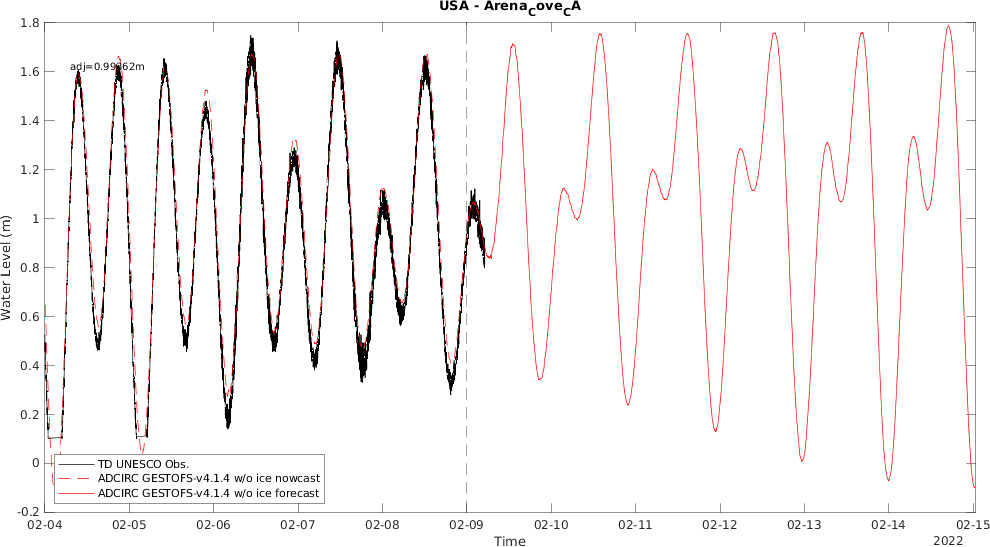 USA - ArenaCoveCA
1.8
adj=0.99362m
1.6
1.4
1.2
1
0.8
0.6
0.4
0.2
0
-0.2
Water Level (m)
TD UNESCO Obs.
ADCIRC GESTOFS-v4.1.4 w/o ice nowcast
ADCIRC GESTOFS-v4.1.4 w/o ice forecast
02-04 02-05 02-06 02-07 02-08 02-09 02-10 02-11 02-12 02-13 02-14 02-15
Time
2022